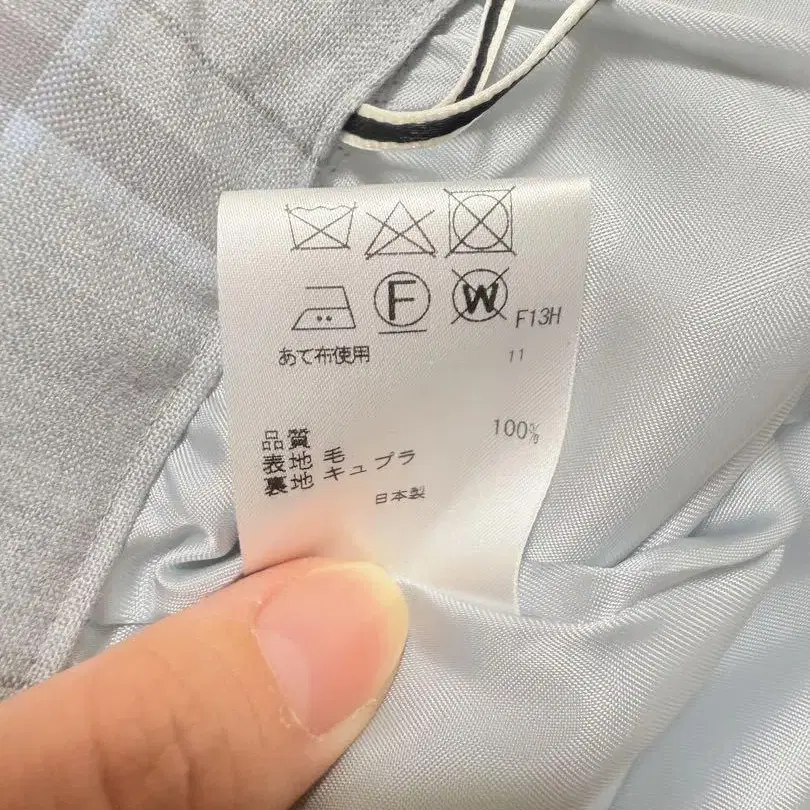 F W F13H
あて布使用 11
品質
表地 毛 100%
裏地 キュプラ
日本製